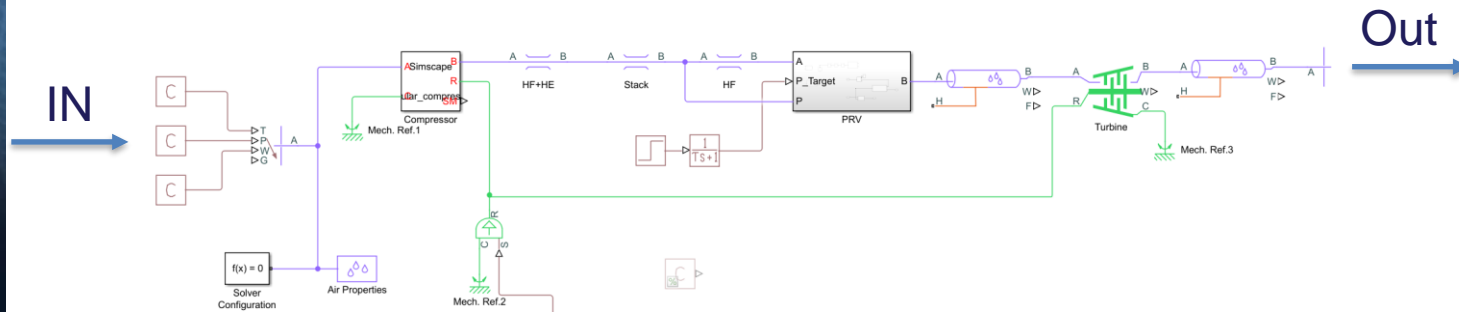 IN
Out
C
C
C
T
P
W
G
A
f(x) = 0
Solver
Configuration
Air Properties
A
Simscape
B
R
C
SM
Compressor
Mech. Ref.1
A
B
HF+HE
A
B
Stack
A
B
HF
A
P_Target
P
B
PRV
1
Ts+1
A
B
H
W
F
A
B
R
W
C
Turbine
Mech. Ref.3
A
B
H
W
F
A
R
C
S
Mech. Ref.2
C